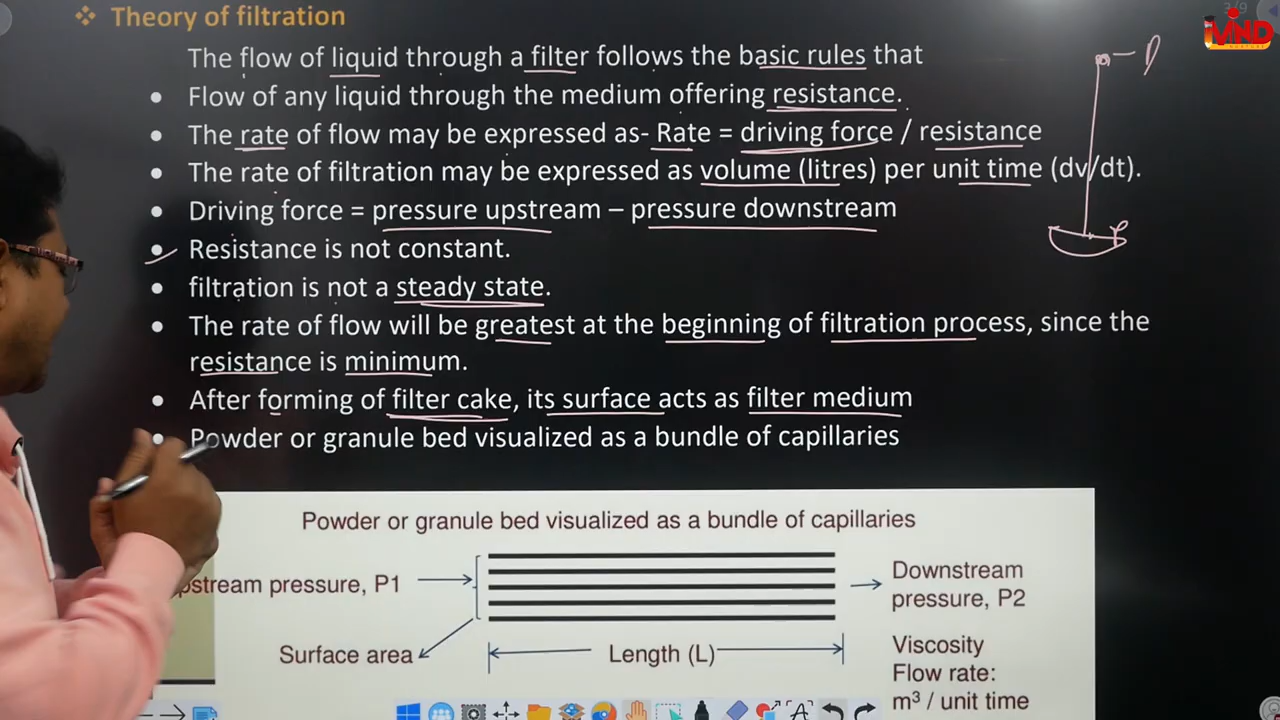 ❖ Theory of filtration
The flow of liquid through a filter follows the basic rules that
• Flow of any liquid through the medium offering resistance.
• The rate of flow may be expressed as- Rate = driving force / resistance
• The rate of filtration may be expressed as volume (litres) per unit time (dv/dt).
• Driving force = pressure upstream – pressure downstream
• Resistance is not constant.
• filtration is not a steady state.
• The rate of flow will be greatest at the beginning of filtration process, since the
resistance is minimum.
• After forming of filter cake, its surface acts as filter medium
• Powder or granule bed visualized as a bundle of capillaries
Powder or granule bed visualized as a bundle of capillaries
pstream pressure, P1
Downstream
pressure, P2
Surface area
Length (L)
Viscosity
Flow rate:
m³ / unit time